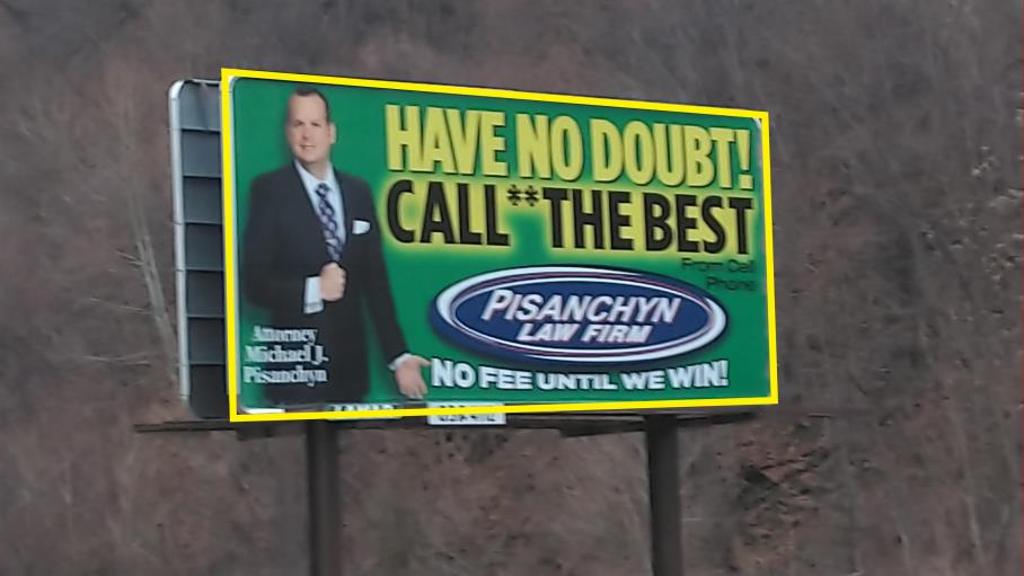 HAVE NO DOUBT!
CALL**THE BEST
From Cell
Phone
PISANCHYN
LAW FIRM
NO FEE UNTIL WE WIN!
Attorney
Michael J.
Pisanchyn